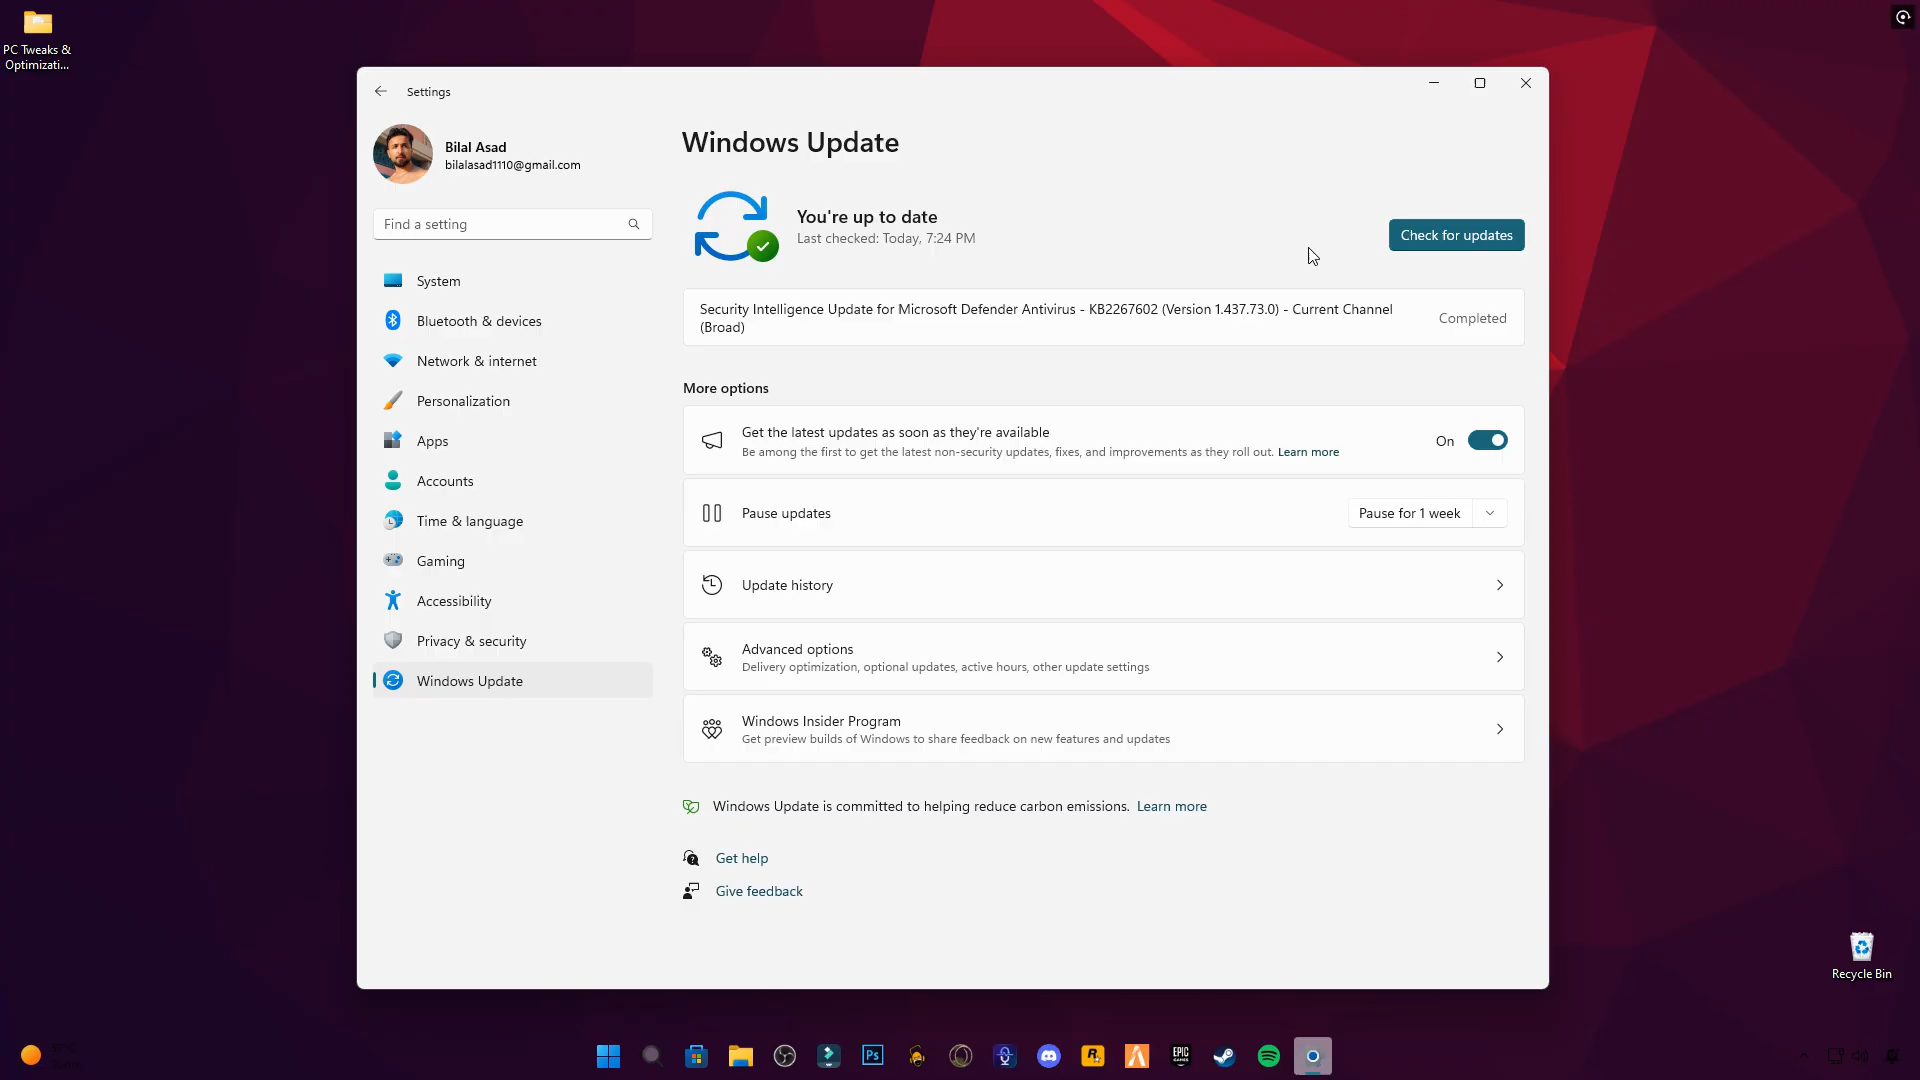 PC Tweaks &
Optimizati...
Settings
Bilal Asad
bilalasad1110@gmail.com
Find a setting
System
Bluetooth & devices
Network & internet
Personalization
Apps
Accounts
Time & language
Gaming
Accessibility
Privacy & security
Windows Update
Windows Update
You're up to date
Last checked: Today, 7:24 PM
Check for updates
Security Intelligence Update for Microsoft Defender Antivirus - KB2267602 (Version 1.437.73.0) - Current Channel
(Broad)
Completed
More options
Get the latest updates as soon as they're available
Be among the first to get the latest non-security updates, fixes, and improvements as they roll out. Learn more
On
Pause updates
Pause for 1 week
Update history
Advanced options
Delivery optimization, optional updates, active hours, other update settings
Windows Insider Program
Get preview builds of Windows to share feedback on new features and updates
Windows Update is committed to helping reduce carbon emissions. Learn more
Get help
Give feedback
Recycle Bin
Ps
EPIC
GAMES